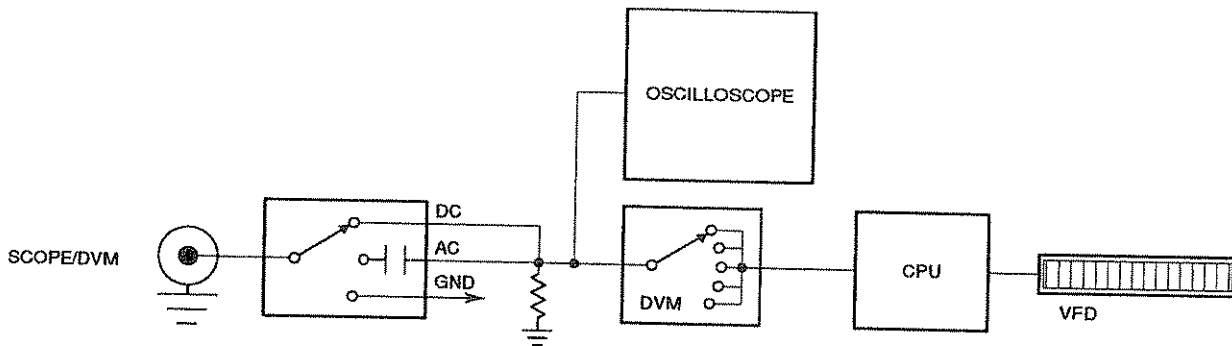 OSCILLOSCOPE
DC
SCOPE/DVM
AC
GND
DVM
CPU
VFD